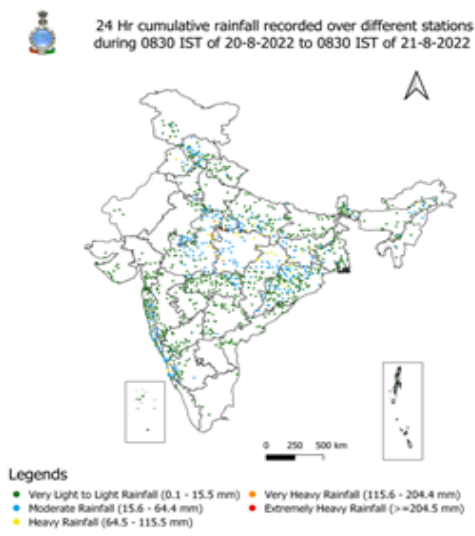 24 Hr cumulative rainfall recorded over different stations
during 0830 IST of 20-8-2022 to 0830 IST of 21-8-2022
0 250 500 km
Legends
Very Light to Light Rainfall (0.1 - 15.5 mm)
Moderate Rainfall (15.6 - 64.4 mm)
Heavy Rainfall (64.5 - 115.5 mm)
Very Heavy Rainfall (115.6 - 204.4 mm)
Extremely Heavy Rainfall (>=204.5 mm)